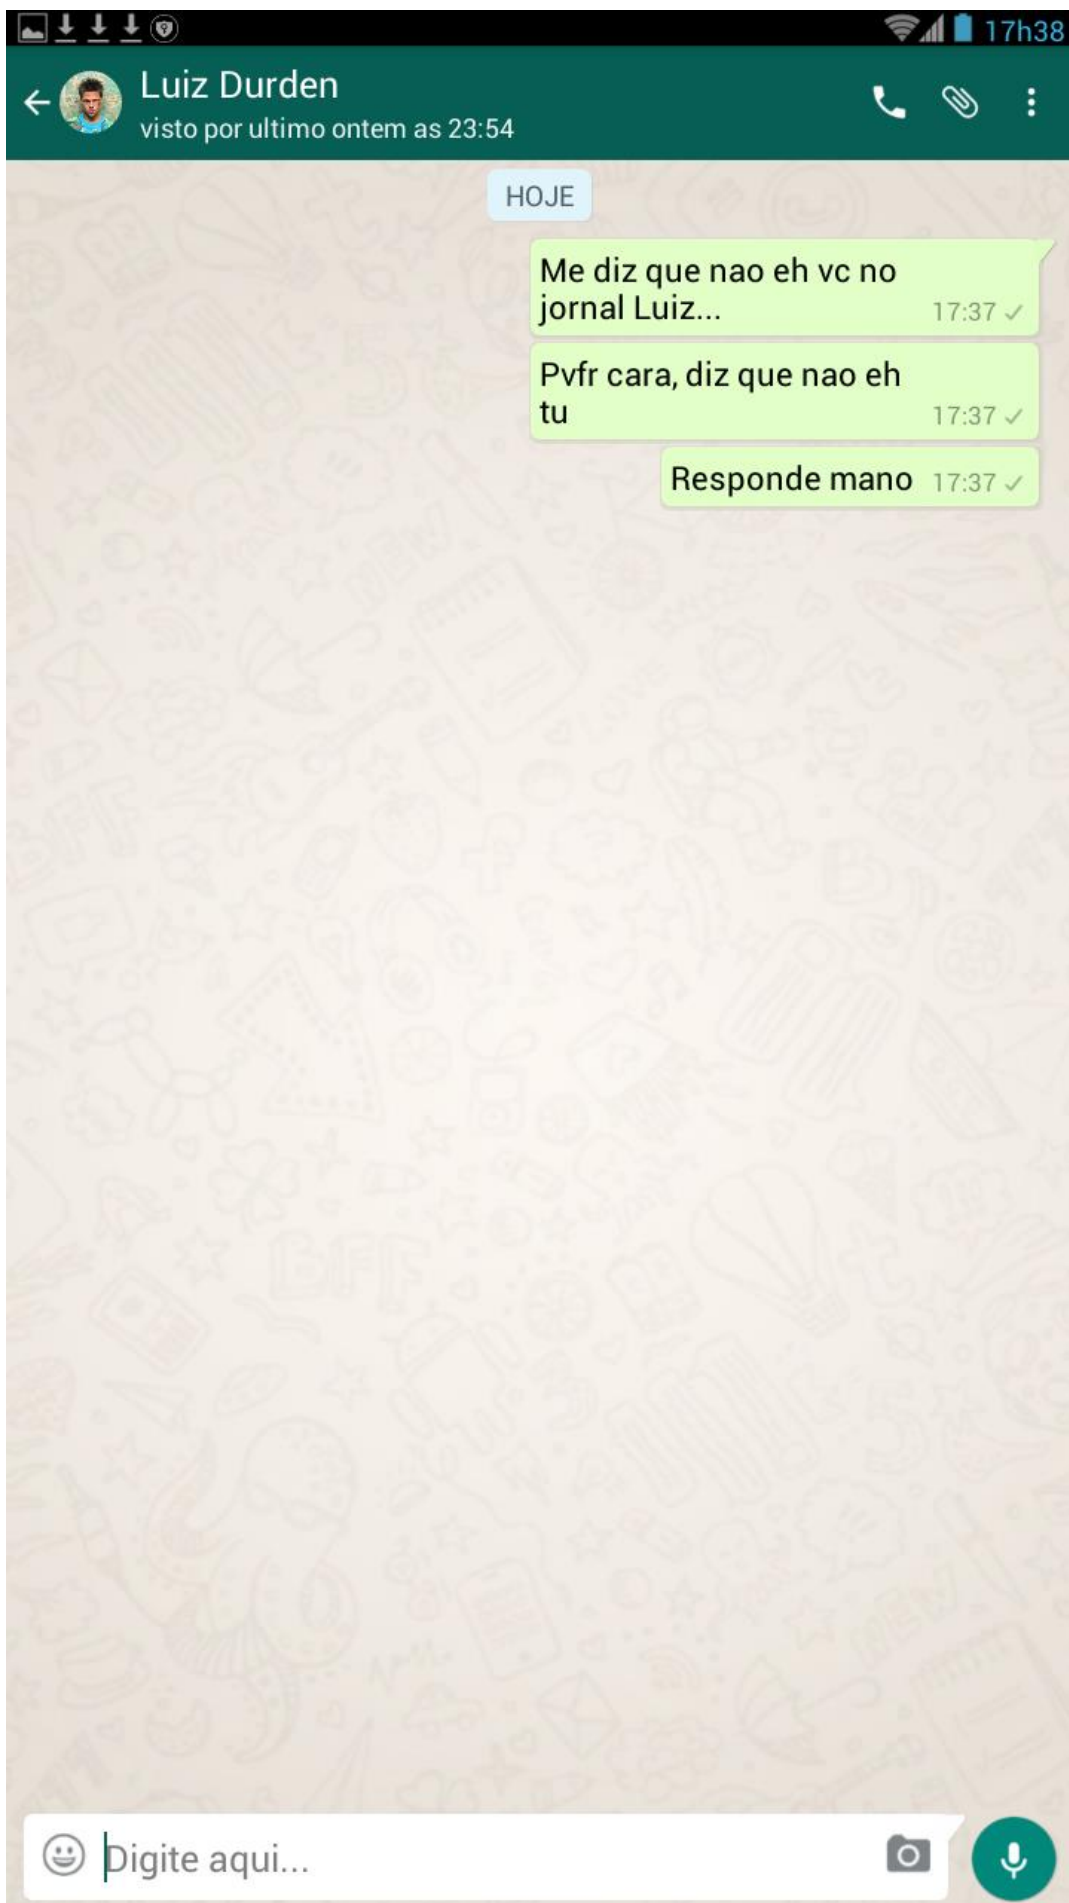 17h38
Luiz Durden
visto por ultimo ontem as 23:54
HOJE
Me diz que nao eh vc no
jornal Luiz... 17:37
Pvfr cara, diz que nao eh
tu 17:37
Responde mano 17:37
Digite aqui...